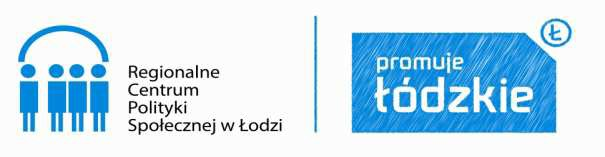 Regionalne
Centrum
Polityki
Społecznej w Łodzi
promuje
łódzkie
Ł